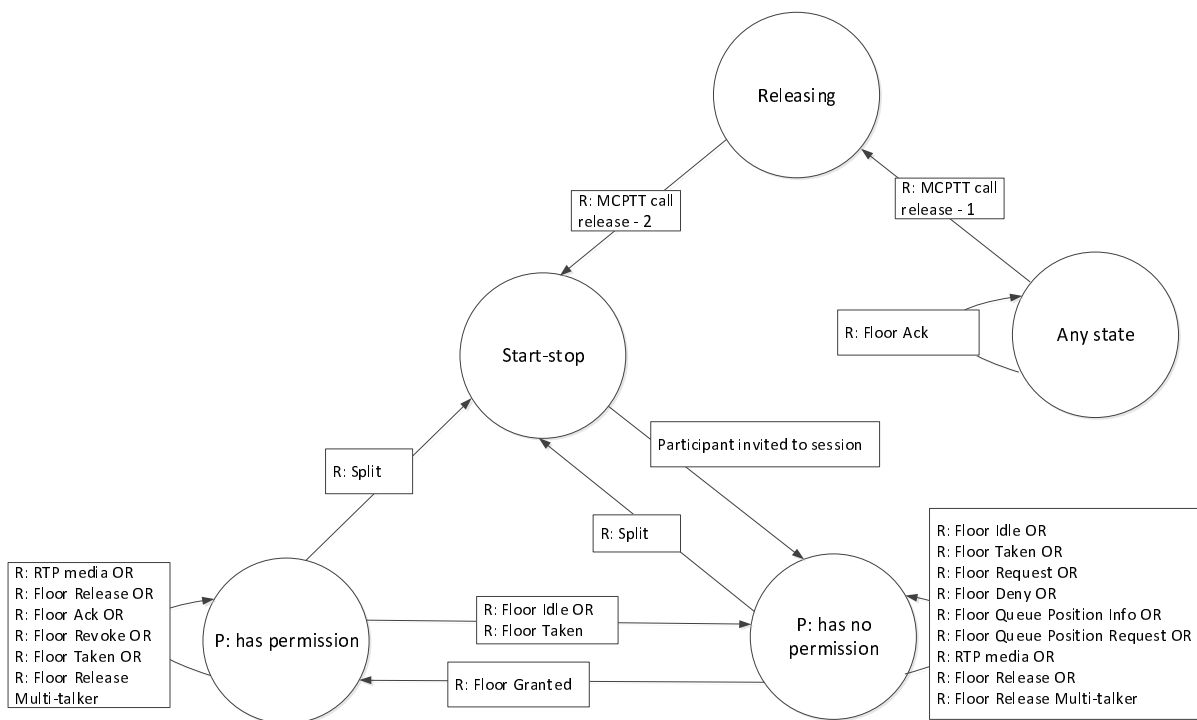 Releasing
R: MCPTT call
release - 2
R: MCPTT call
release - 1
R: Floor Ack
Any state
Start-stop
Participant invited to session
R: Split
R: Split
R: RTP media OR
R: Floor Release OR
R: Floor Ack OR
R: Floor Revoke OR
R: Floor Taken OR
R: Floor Release
Multi-talker
P: has permission
R: Floor Idle OR
R: Floor Taken
R: Floor Granted
P: has no
permission
R: Floor Idle OR
R: Floor Taken OR
R: Floor Request OR
R: Floor Deny OR
R: Floor Queue Position Info OR
R: Floor Queue Position Request OR
R: RTP media OR
R: Floor Release OR
R: Floor Release Multi-talker